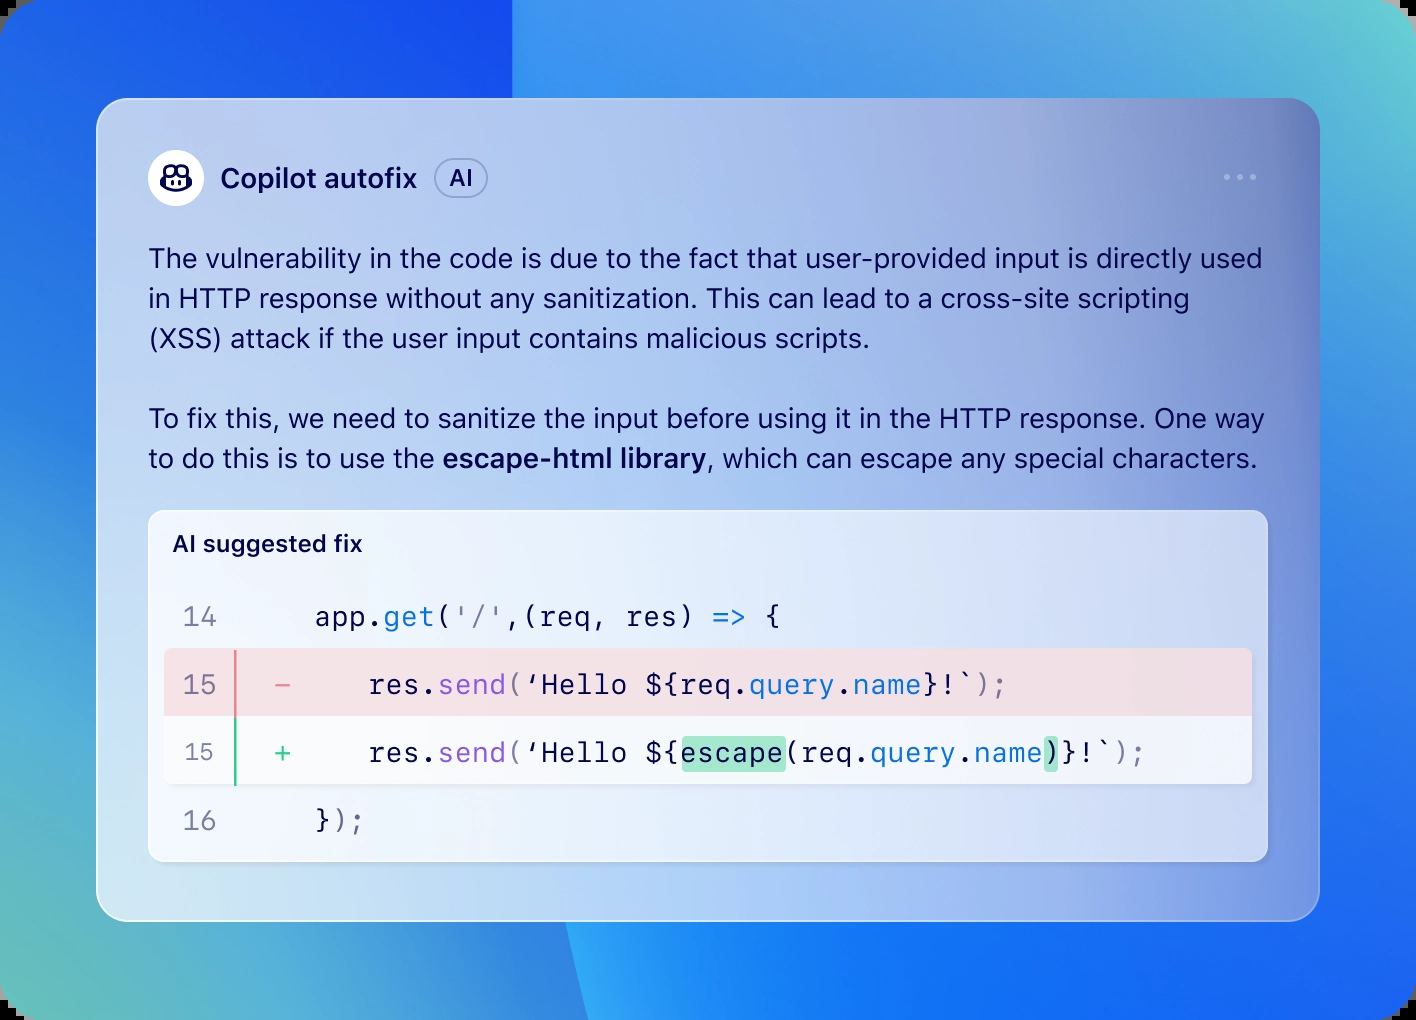 Copilot autofix AI
The vulnerability in the code is due to the fact that user-provided input is directly used
in HTTP response without any sanitization. This can lead to a cross-site scripting
(XSS) attack if the user input contains malicious scripts.
To fix this, we need to sanitize the input before using it in the HTTP response. One way
to do this is to use the escape-html library, which can escape any special characters.
AI suggested fix
14 app.get('/',(req, res) => {
15 − res.send(‘Hello ${req.query.name}!`);
15 + res.send(‘Hello ${escape(req.query.name)}!`);
16 });